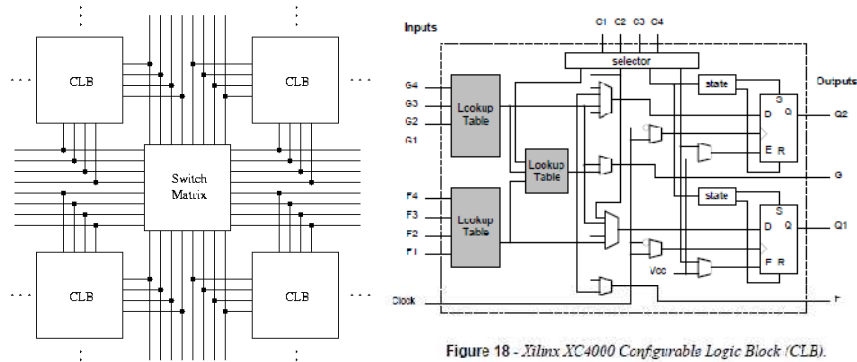 CLB
CLB
Switch
Matrix
CLB
CLB
Inputs
C1 C2 C3 C4
selector
Outputs
G4
G3
G2
G1
Lookup
Table
state
S
D Q
E R
Q2
Lookup
Table
G
F4
F3
F2
F1
Lookup
Table
state
S
D Q
E R
Q1
Vcc
Clock
F
Figure 18 - Xilinx XC4000 Configurable Logic Block (CLB).